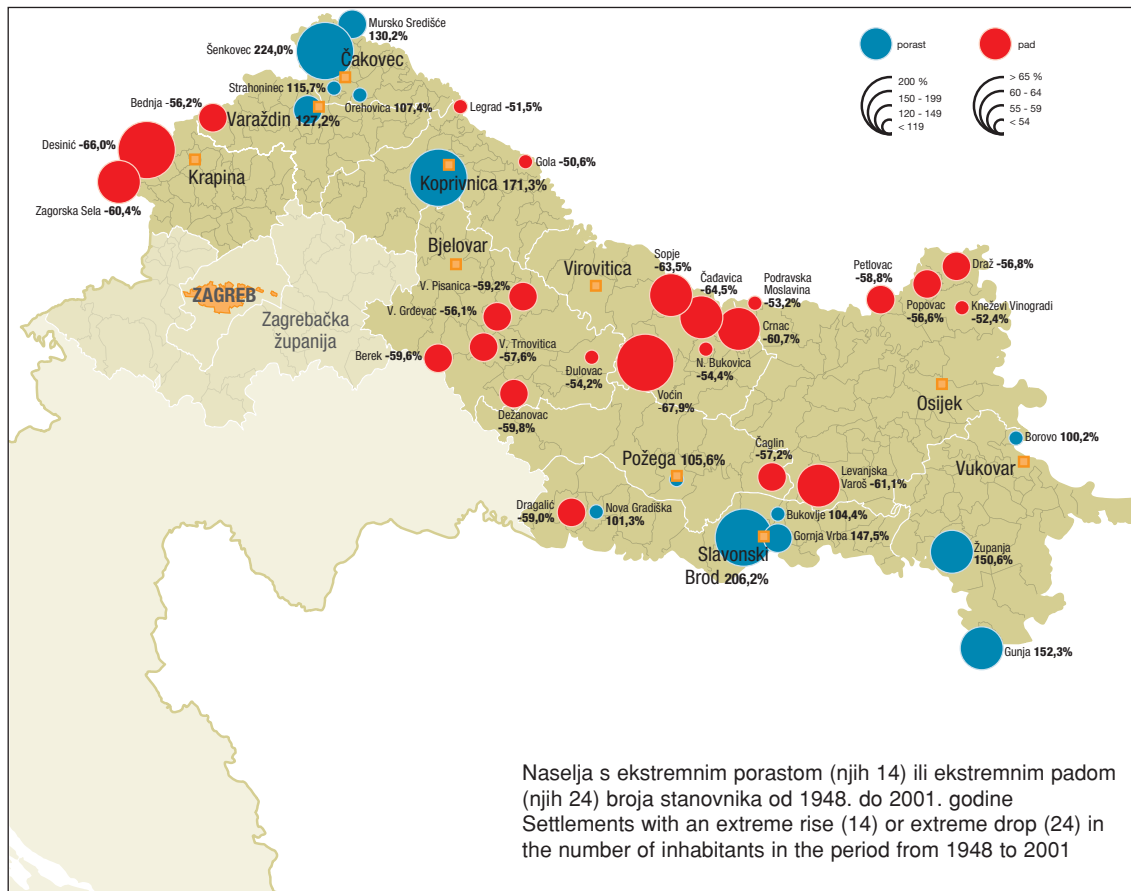 Mursko Središće
130,2%
Šenkovec 224,0%
Čakovec
Strahoninec 115,7%
Orehovica 107,4%
Bednja -56,2%
Varaždin
127,2%
Legrad -51,5%
Desinić -66,0%
Krapina
Gola -50,6%
Koprivnica 171,3%
Zagorska Sela -60,4%
porast
pad
200 %
150 - 199
120 - 149
< 119
> 65 %
60 - 64
55 - 59
< 54
Bjelovar
Virovitica
Sopje
-63,5%
Čađavica
-64,5%
Podravska
Moslavina
-53,2%
Petlovac
-58,8%
Draž -56,8%
Popovac
-56,6%
Kneževi Vinogradi
-52,4%
ZAGREB
Zagrebačka
županija
V. Pisanica -59,2%
V. Grđevac -56,1%
V. Trnovitica
-57,6%
Berek -59,6%
Đulovac
-54,2%
Crnac
-60,7%
N. Bukovica
-54,4%
Voćin
-67,9%
Dežanovac
-59,8%
Osijek
Borovo 100,2%
Vukovar
Požega 105,6%
Čaglin
-57,2%
Levanjska
Varoš -61,1%
Dragalić
-59,0%
Nova Gradiška
101,3%
Bukovlje 104,4%
Gornja Vrba 147,5%
Slavonski
Brod 206,2%
Županja
150,6%
Gunja 152,3%
Naselja s ekstremnim porastom (njih 14) ili ekstremnim padom
(njih 24) broja stanovnika od 1948. do 2001. godine
Settlements with an extreme rise (14) or extreme drop (24) in
the number of inhabitants in the period from 1948 to 2001